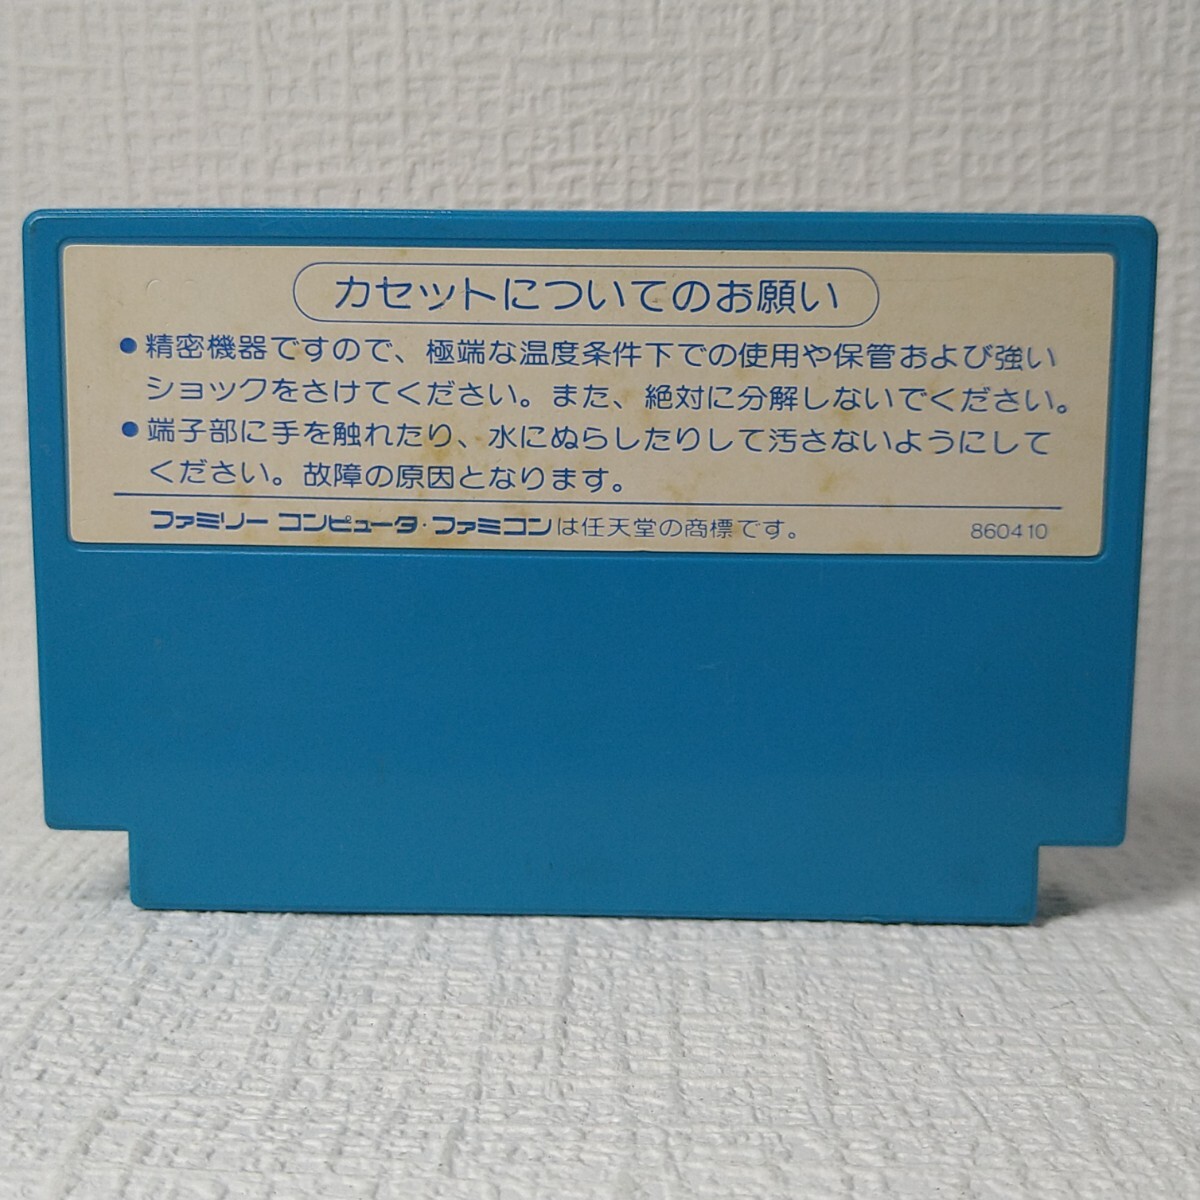 カセットについてのお願い
●精密機器ですので、極端な温度条件下での使用や保管および強い
ショックをさけてください。また、絶対に分解しないでください。
●端子部に手を触れたり、水にぬらしたりして汚さないようにして
ください。故障の原因となります。
ファミリー コンピュータ・ファミコンは任天堂の商標です。
860410